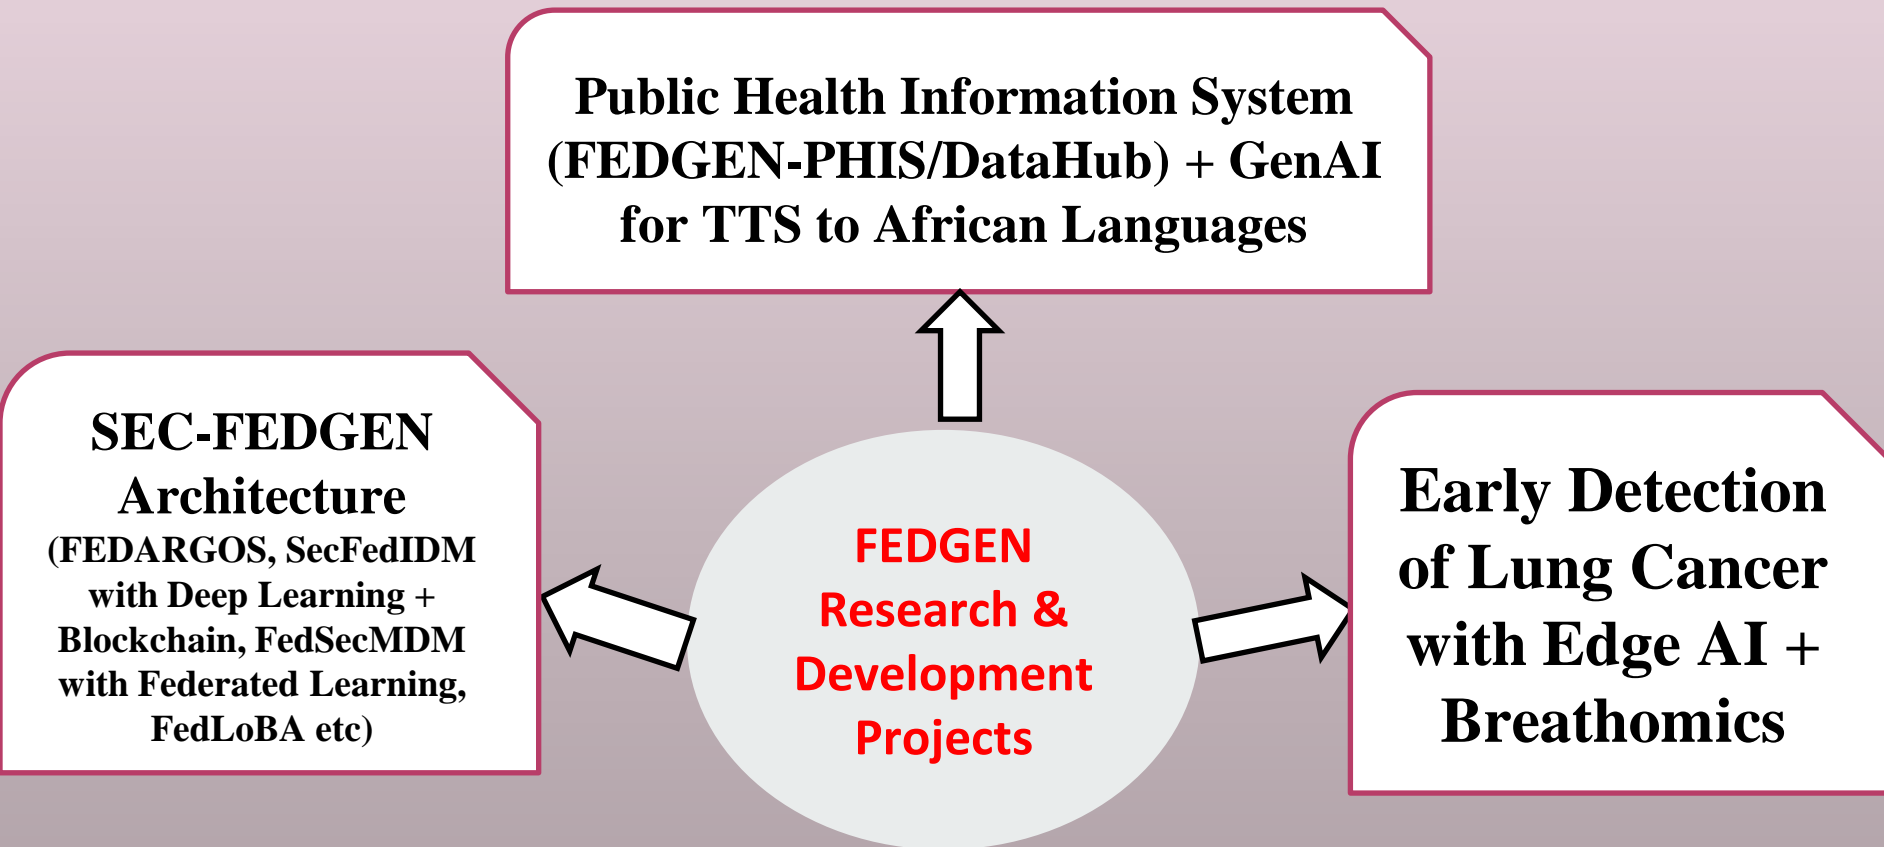 Public Health Information System
(FEDGEN-PHIS/DataHub) + GenAI
for TTS to African Languages
SEC-FEDGEN
Architecture
(FEDARGOS, SecFedIDM
with Deep Learning +
Blockchain, FedSecMDM
with Federated Learning,
FedLoBA etc)
FEDGEN
Research &
Development
Projects
Early Detection
of Lung Cancer
with Edge AI +
Breathomics